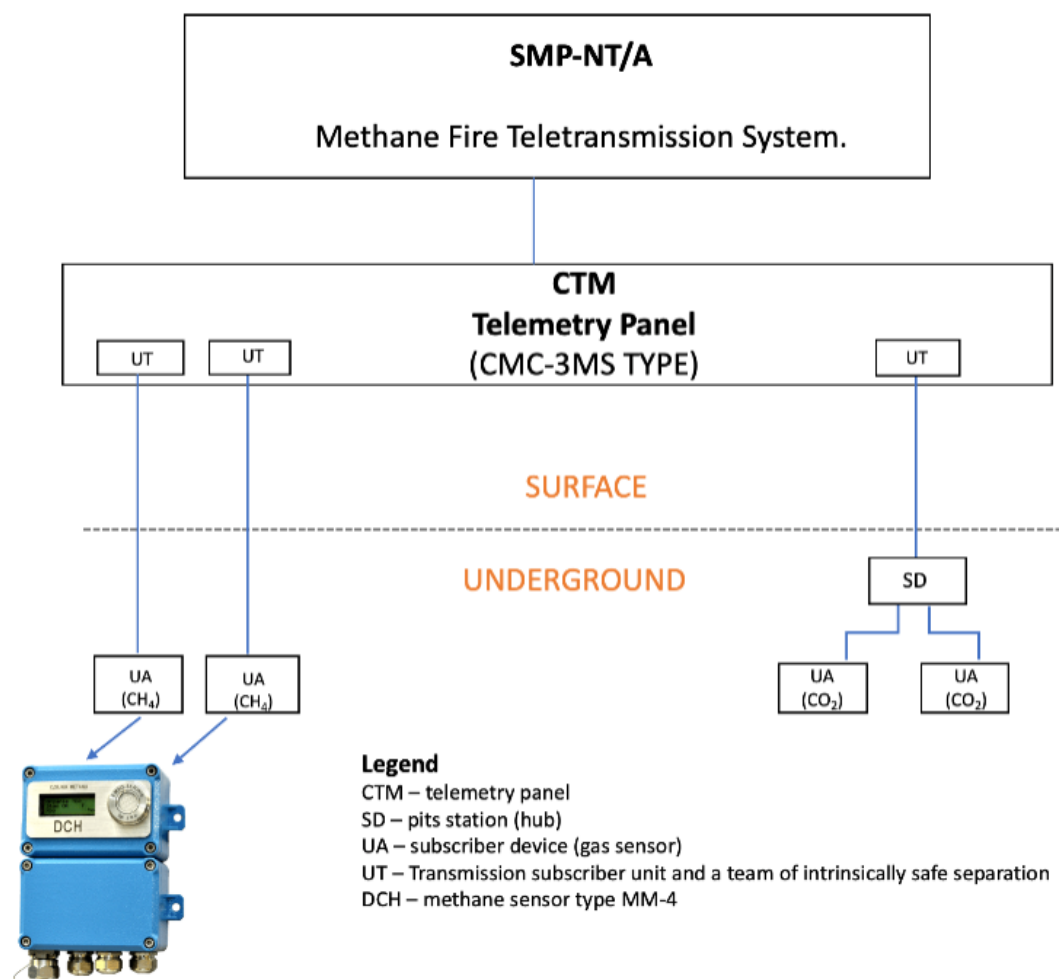 SMP-NT/A
Methane Fire Teletransmission System.
CTM
Telemetry Panel
(CMC-3MS TYPE)
UT
UT
UT
SURFACE
UNDERGROUND
SD
UA
(CH₄)
UA
(CH₄)
UA
(CO₂)
UA
(CO₂)
DCH
Legend
CTM – telemetry panel
SD – pits station (hub)
UA – subscriber device (gas sensor)
UT – Transmission subscriber unit and a team of intrinsically safe separation
DCH – methane sensor type MM-4